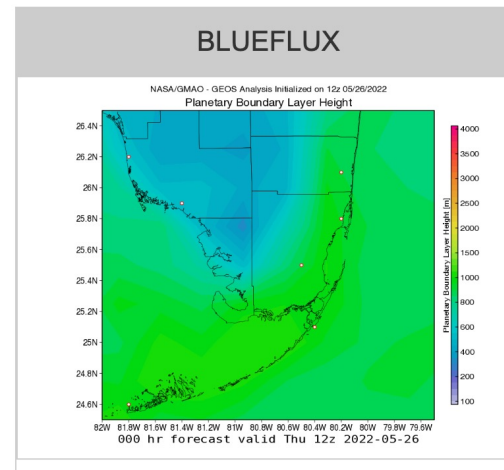 BLUEFLUX
NASA/GMAO - GEOS Analysis Initialized on 12z 05/26/2022
Planetary Boundary Layer Height
26.4N
26.2N
26N
25.8N
25.6N
25.4N
25.2N
25N
24.8N
24.6N
82W 81.8W 81.6W 81.4W 81.2W 81W 80.8W 80.6W 80.4W 80.2W 80W 79.8W 79.6W
4000
3500
3000
2500
2000
1500
1000
800
600
400
200
100
Planetary Boundary Layer Height [m]
000 hr forecast valid Thu 12z 2022-05-26